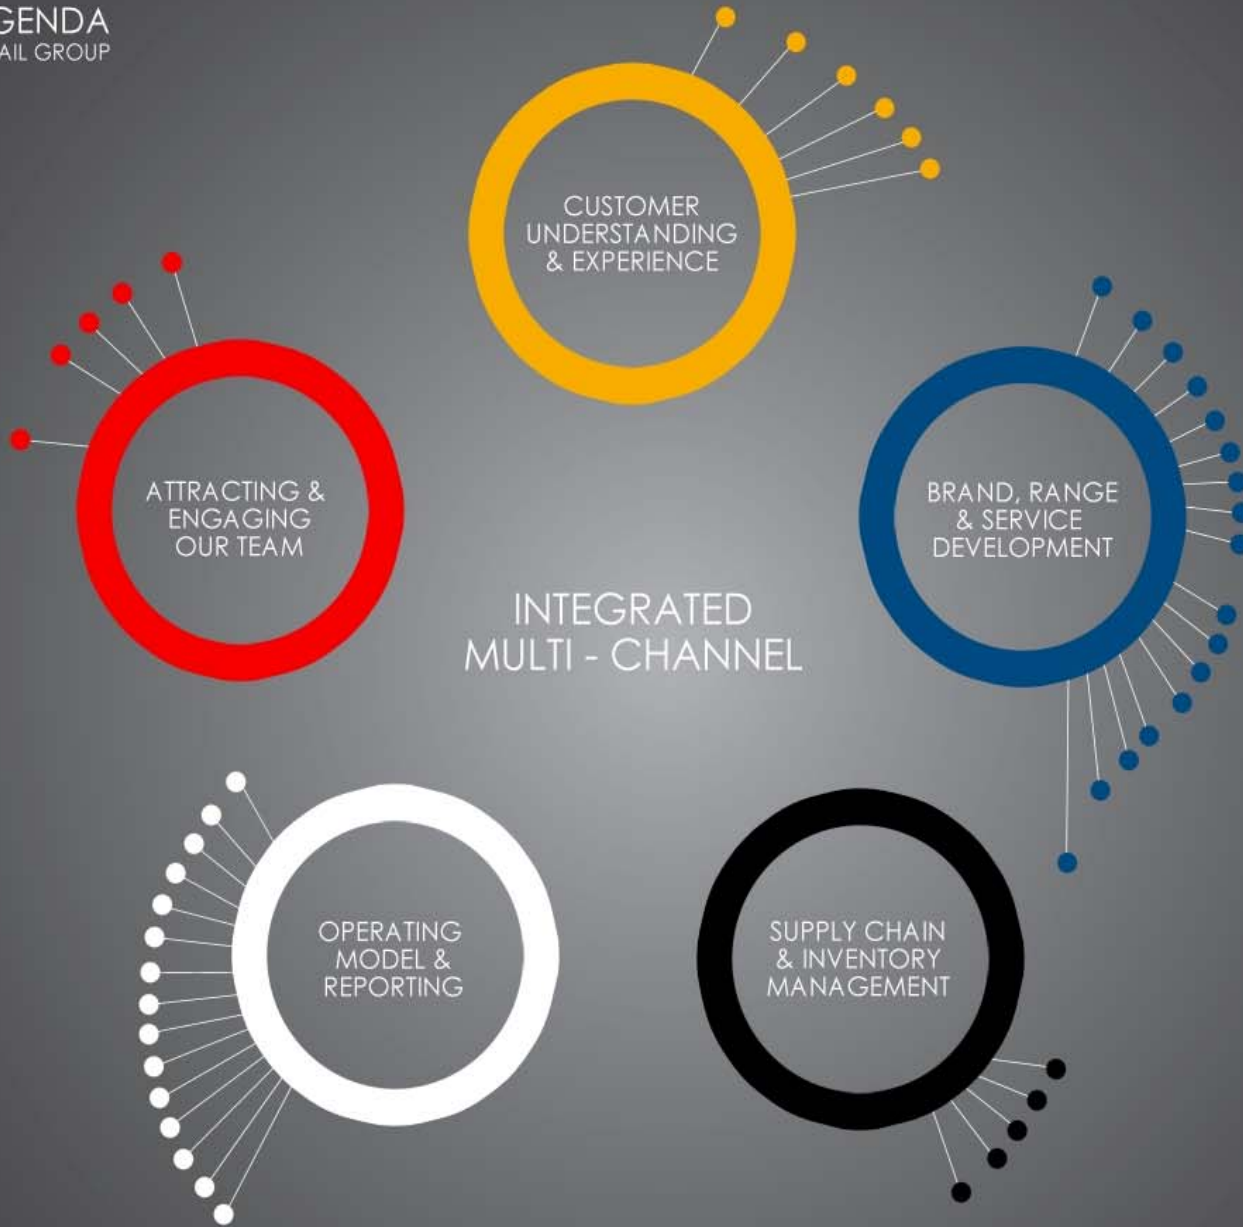 GENDA
AIL GROUP
CUSTOMER
UNDERSTANDING
& EXPERIENCE
ATTRACTING &
ENGAGING
OUR TEAM
BRAND, RANGE
& SERVICE
DEVELOPMENT
INTEGRATED
MULTI - CHANNEL
OPERATING
MODEL &
REPORTING
SUPPLY CHAIN
& INVENTORY
MANAGEMENT